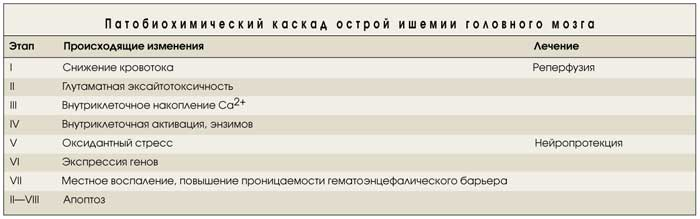 Патобиохимический каскад острой ишемии головного мозга
Этап Происходящие изменения Лечение
I Снижение кровотока Реперфузия
II Глутаматная эксайтотоксичность
III Внутриклеточное накопление Ca2+
IV Внутриклеточная активация, энзимов
V Оксидантный стресс Нейропротекция
VI Экспрессия генов
VII Местное воспаление, повышение проницаемости гематоэнцефалического барьера
II—VIII Апоптоз